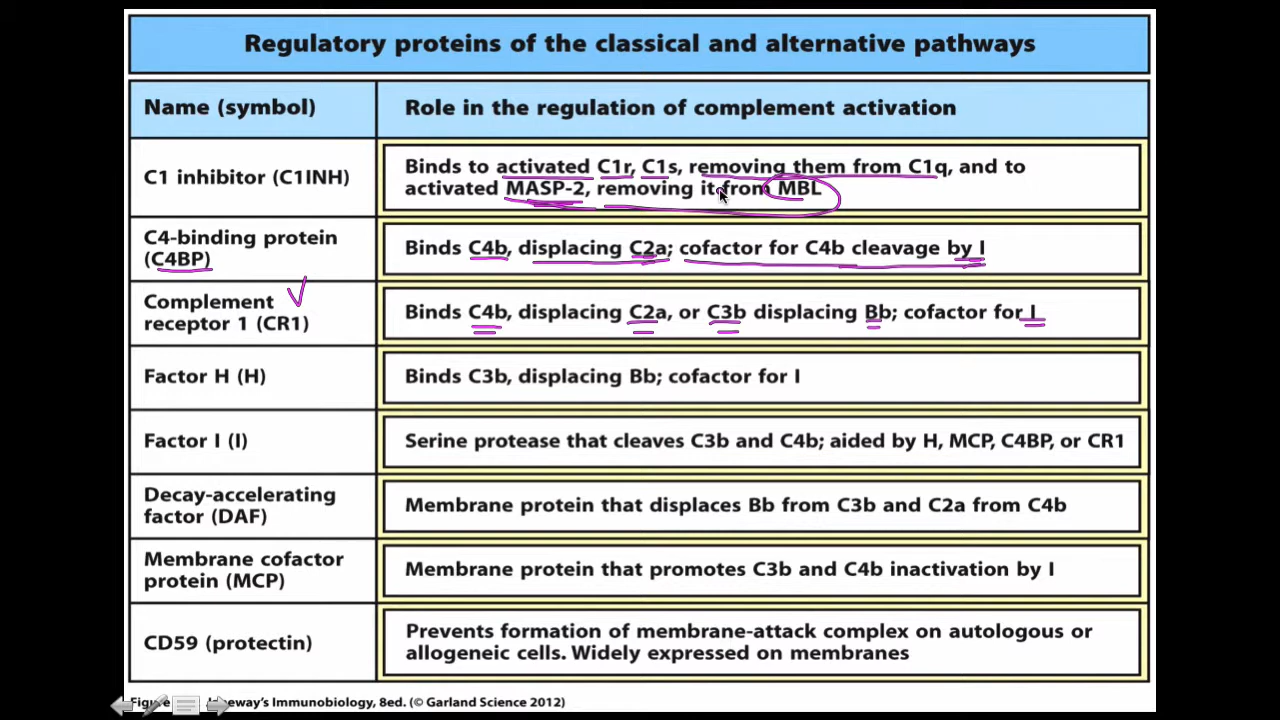 Regulatory proteins of the classical and alternative pathways
Name (symbol)
Role in the regulation of complement activation
C1 inhibitor (C1INH)
Binds to activated C1r, C1s, removing them from C1q, and to
activated MASP-2, removing it from MBL
C4-binding protein
(C4BP)
Binds C4b, displacing C2a; cofactor for C4b cleavage by I
Complement
receptor 1 (CR1)
Binds C4b, displacing C2a, or C3b displacing Bb; cofactor for I
Factor H (H)
Binds C3b, displacing Bb; cofactor for I
Factor I (I)
Serine protease that cleaves C3b and C4b; aided by H, MCP, C4BP, or CR1
Decay-accelerating
factor (DAF)
Membrane protein that displaces Bb from C3b and C2a from C4b
Membrane cofactor
protein (MCP)
Membrane protein that promotes C3b and C4b inactivation by I
CD59 (protectin)
Prevents formation of membrane-attack complex on autologous or
allogeneic cells. Widely expressed on membranes
Immunobiology, 8ed. (© Garland Science 2012)